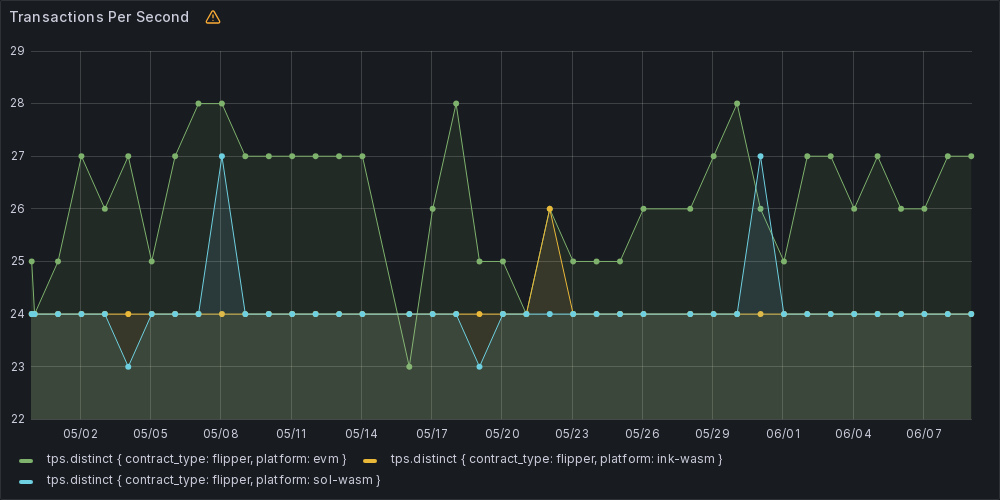 Transactions Per Second
29
28
27
26
25
24
23
22
05/02 05/05 05/08 05/11 05/14 05/17 05/20 05/23 05/26 05/29 06/01 06/04 06/07
tps.distinct { contract_type: flipper, platform: evm } tps.distinct { contract_type: flipper, platform: ink-wasm }
tps.distinct { contract_type: flipper, platform: sol-wasm }